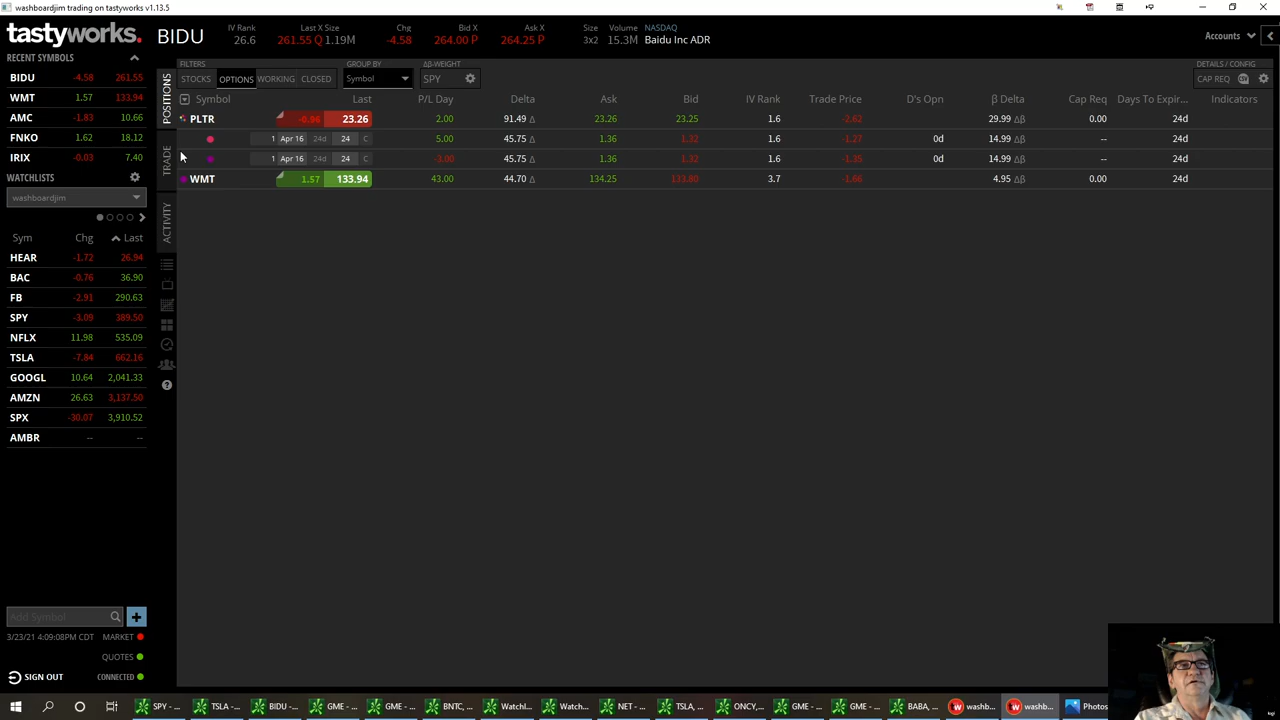 washboardjim trading on tastyworks v1.13.5
tastyworks.
BIDU
IV Rank
26.6
Last X Size
261.55 Q 1.19M
Chg
-4.58
Bid X
264.00 P
Ask X
264.25 P
Size
3x2
Volume
15.3M
NASDAQ
Baidu Inc ADR
Accounts
RECENT SYMBOLS
BIDU -4.58 261.55
WMT 1.57 133.94
AMC -1.83 10.66
FNKO 1.62 18.12
IRIX -0.03 7.40
WATCHLISTS
washboardjim
Sym Chg Last
HEAR -1.72 26.94
BAC -0.76 36.90
FB -2.91 290.63
SPY -3.09 389.50
NFLX 11.98 535.09
TSLA -7.84 662.16
GOOGL 10.64 2,041.33
AMZN 26.63 3,137.50
SPX -30.07 3,910.52
AMBR -- --
Add Symbol
3/23/21 4:09:08PM CDT MARKET
QUOTES
SIGN OUT CONNECTED
POSITIONS
TRADE
ACTIVITY
FILTERS
STOCKS OPTIONS WORKING CLOSED
GROUP BY
Symbol
Δβ-WEIGHT
SPY
DETAILS / CONFIG
CAP REQ
Symbol Last P/L Day Delta Ask Bid IV Rank Trade Price D's Opn β Delta Cap Req Days To Expir... Indicators
PLTR -0.96 23.26 2.00 91.49 Δ 23.26 23.25 1.6 -2.62 29.99 Δβ 0.00 24d
1 Apr 16 24d 24 C 5.00 45.75 Δ 1.36 1.32 1.6 -1.27 0d 14.99 Δβ -- 24d
1 Apr 16 24d 24 C -3.00 45.75 Δ 1.36 1.32 1.6 -1.35 0d 14.99 Δβ -- 24d
WMT 1.57 133.94 43.00 44.70 Δ 134.25 133.80 3.7 -1.66 4.95 Δβ 0.00 24d
SPY -... TSLA -... BIDU -... GME -... GME -... BNTC, ... Watchl... Watch... NET -... TSLA, ... ONCY,... GME -... GME -... BABA, ... washb... washb... Photos